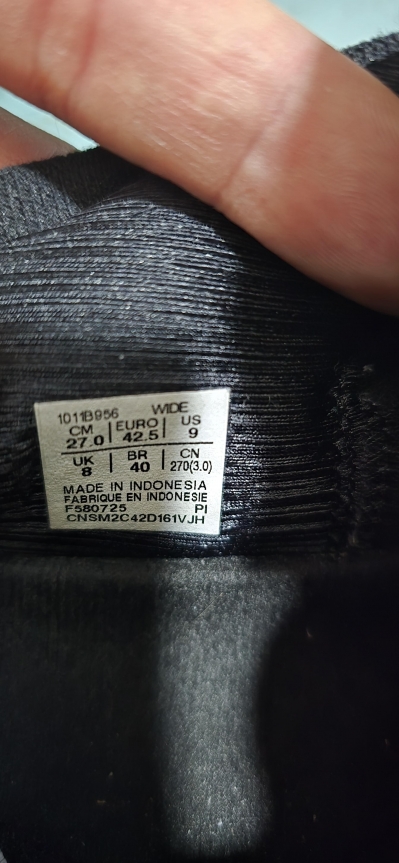 1011B956 WIDE
CM | EURO | US
27.0 | 42.5 | 9
UK | BR | CN
8 | 40 | 270(3.0)
MADE IN INDONESIA
FABRIQUE EN INDONESIE
F580725 PI
CNSM2C42D161VJH